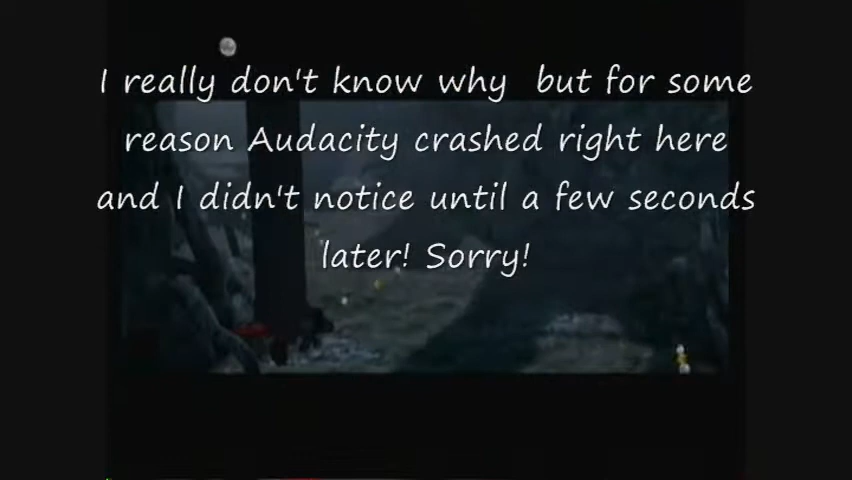 I really don't know why  but for some
reason Audacity crashed right here
and I didn't notice until a few seconds
later! Sorry!